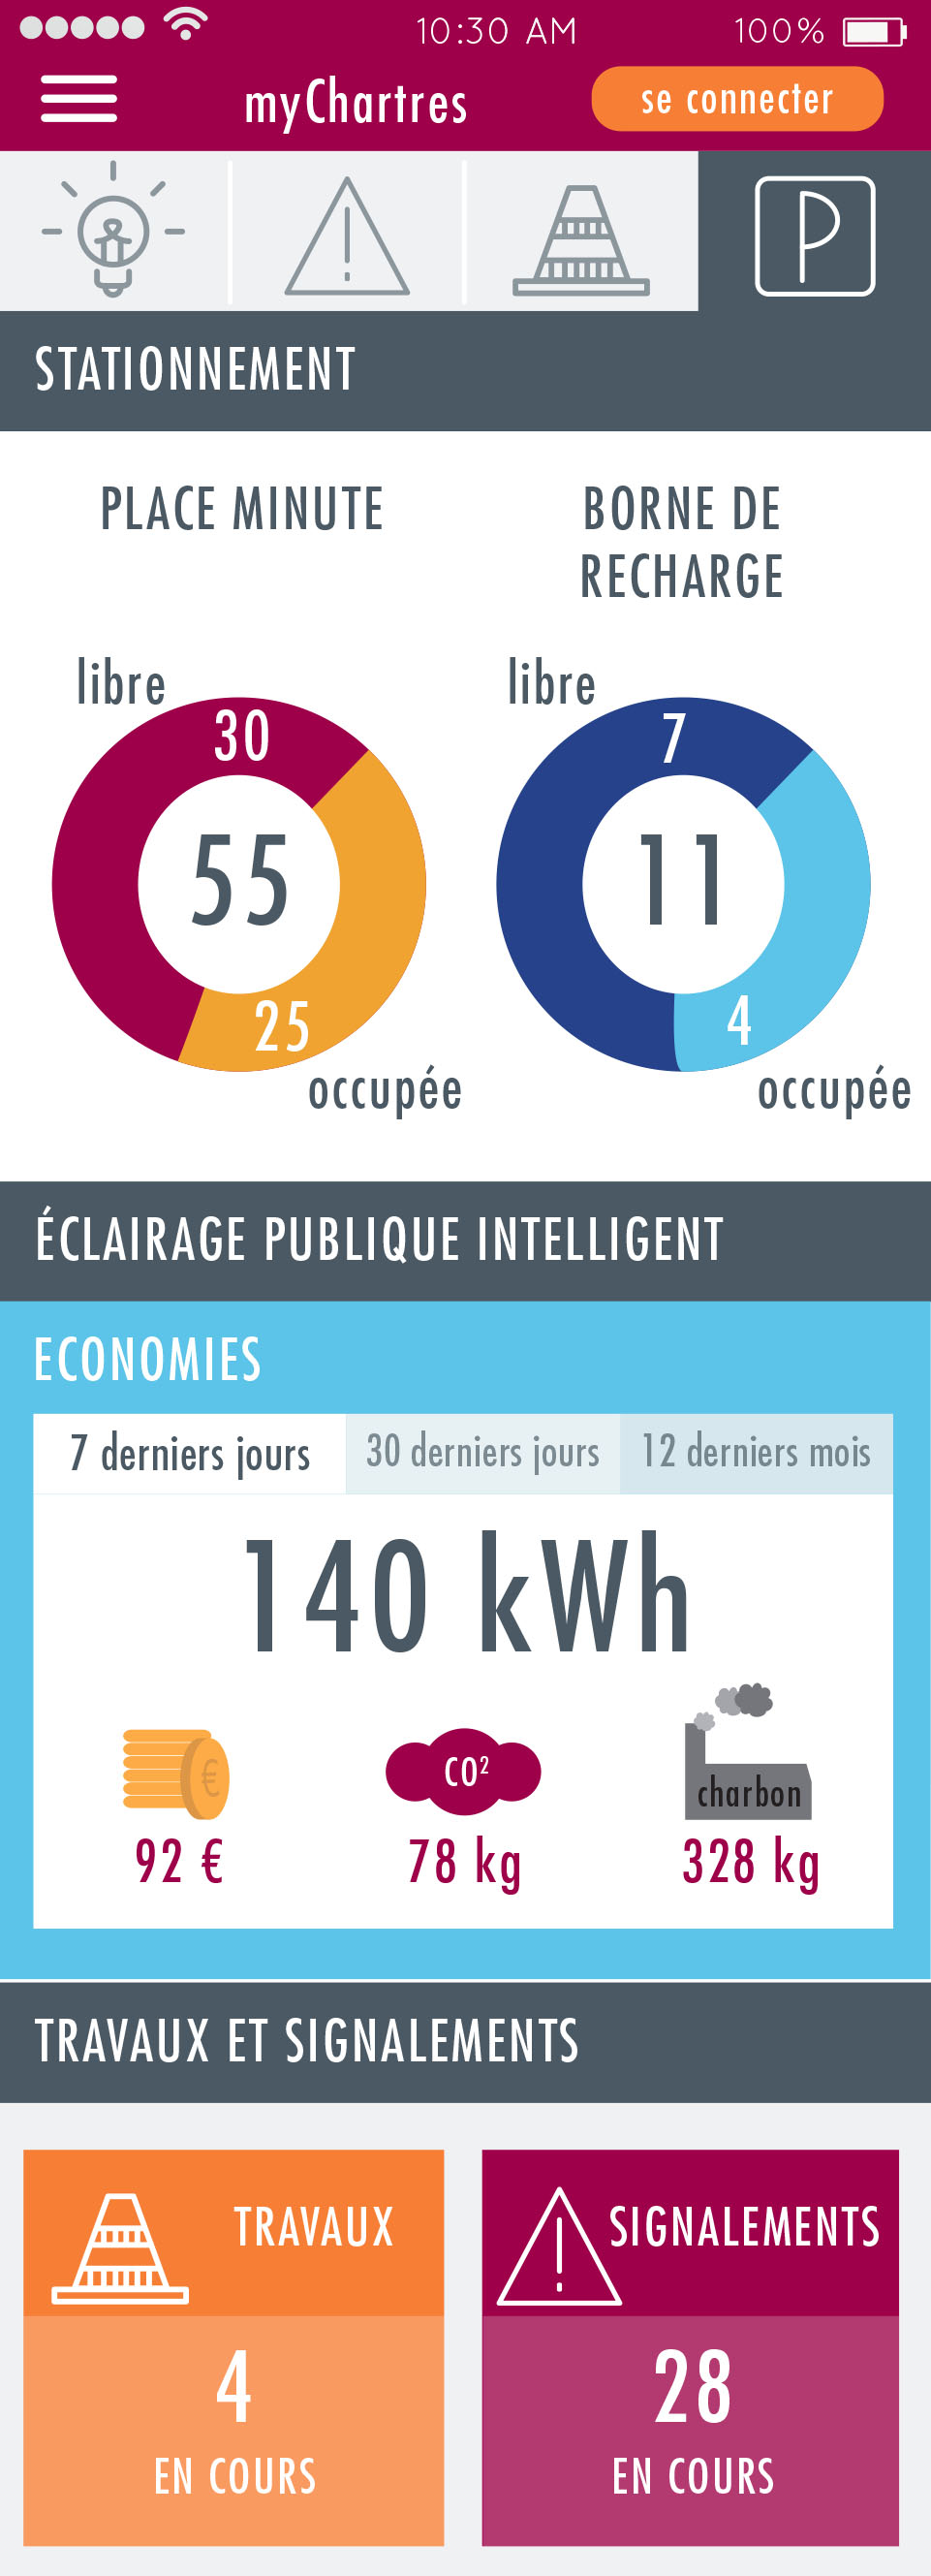 10:30 AM 100%
myChartres
se connecter
P
STATIONNEMENT
PLACE MINUTE
BORNE DE
RECHARGE
libre
30
55
25
occupée
libre
7
11
4
occupée
ÉCLAIRAGE PUBLIQUE INTELLIGENT
ECONOMIES
7 derniers jours
30 derniers jours
12 derniers mois
140 kWh
€
CO²
charbon
92 €
78 kg
328 kg
TRAVAUX ET SIGNALEMENTS
TRAVAUX
4
EN COURS
SIGNALEMENTS
28
EN COURS